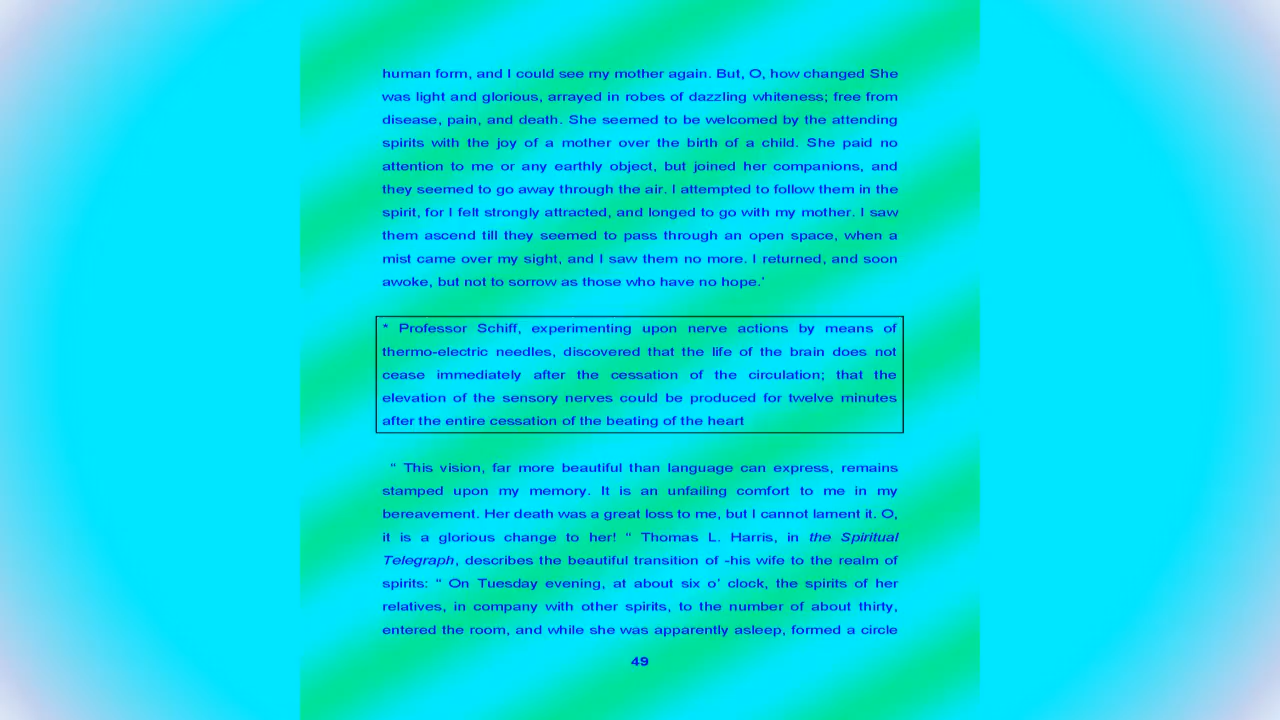 human form, and I could see my mother again. But, O, how changed She
was light and glorious, arrayed in robes of dazzling whiteness; free from
disease, pain, and death. She seemed to be welcomed by the attending
spirits with the joy of a mother over the birth of a child. She paid no
attention to me or any earthly object, but joined her companions, and
they seemed to go away through the air. I attempted to follow them in the
spirit, for I felt strongly attracted, and longed to go with my mother. I saw
them ascend till they seemed to pass through an open space, when a
mist came over my sight, and I saw them no more. I returned, and soon
awoke, but not to sorrow as those who have no hope.’
* Professor Schiff, experimenting upon nerve actions by means of
thermo-electric needles, discovered that the life of the brain does not
cease immediately after the cessation of the circulation; that the
elevation of the sensory nerves could be produced for twelve minutes
after the entire cessation of the beating of the heart
“ This vision, far more beautiful than language can express, remains
stamped upon my memory. It is an unfailing comfort to me in my
bereavement. Her death was a great loss to me, but I cannot lament it. O,
it is a glorious change to her! “ Thomas L. Harris, in the Spiritual
Telegraph, describes the beautiful transition of -his wife to the realm of
spirits: “ On Tuesday evening, at about six o’ clock, the spirits of her
relatives, in company with other spirits, to the number of about thirty,
entered the room, and while she was apparently asleep, formed a circle
49